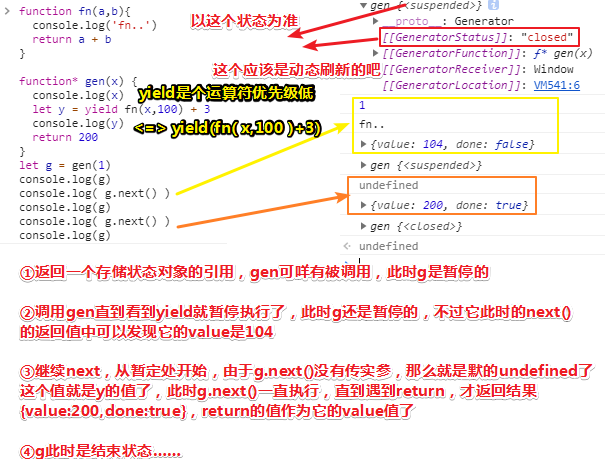 > function fn(a,b){
console.log('fn..')
return a + b
}
function* gen(x) {
console.log(x)
let y = yield fn(x,100) + 3
console.log(y)
return 200
}
let g = gen(1)
console.log(g)
console.log( g.next() )
console.log(g)
console.log( g.next() )
console.log(g)
以这个状态为准
这个应该是动态刷新的吧
yield是个运算符优先级低
<=> yield(fn( x,100 )+3)
gen {<suspended>}
▶ __proto__: Generator
[[GeneratorStatus]]: "closed"
▶ [[GeneratorFunction]]: ƒ* gen(x)
▶ [[GeneratorReceiver]]: Window
[[GeneratorLocation]]: VM541:6
1
fn..
▶ {value: 104, done: false}
▶ gen {<suspended>}
undefined
▶ {value: 200, done: true}
▶ gen {<closed>}
undefined
①返回一个存储状态对象的引用，gen可咩有被调用，此时g是暂停的
②调用gen直到看到yield就暂停执行了，此时g还是暂停的，不过它此时的next()
的返回值中可以发现它的value是104
③继续next，从暂定处开始，由于g.next()没有传实参，那么就是默的undefined了
这个值就是y的值了，此时g.next()一直执行，直到遇到return，才返回结果
{value:200,done:true}，return的值作为它的value值了
④g此时是结束状态……